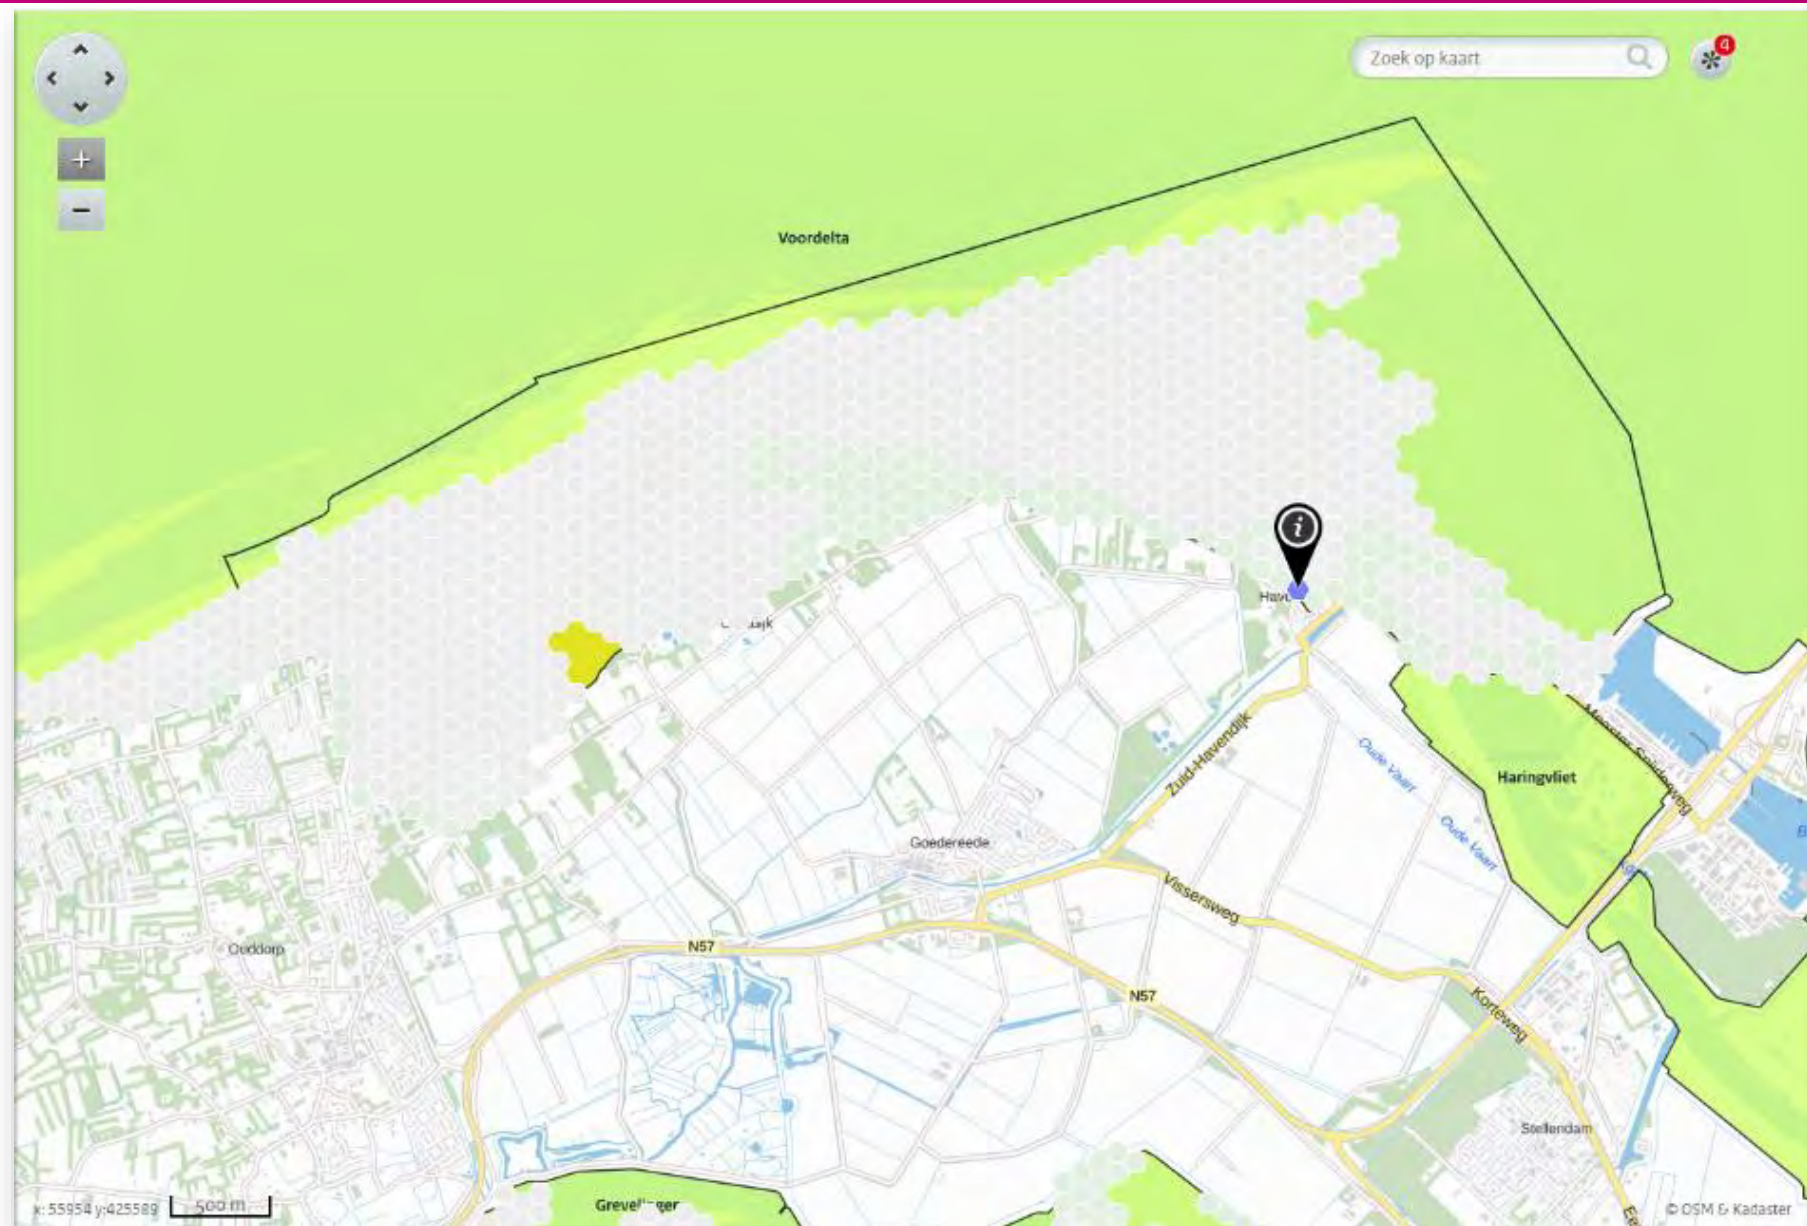 Zoek op kaart
4
Voordelta
Zuid-Havendijk
Oude Vaart
Haringvliet
Oude Vaart
Goedereede
Vissersweg
Ouddorp
N57
N57
Korteweg
Stellendam
x: 55954 y:425589
500 m
© OSM & Kadaster